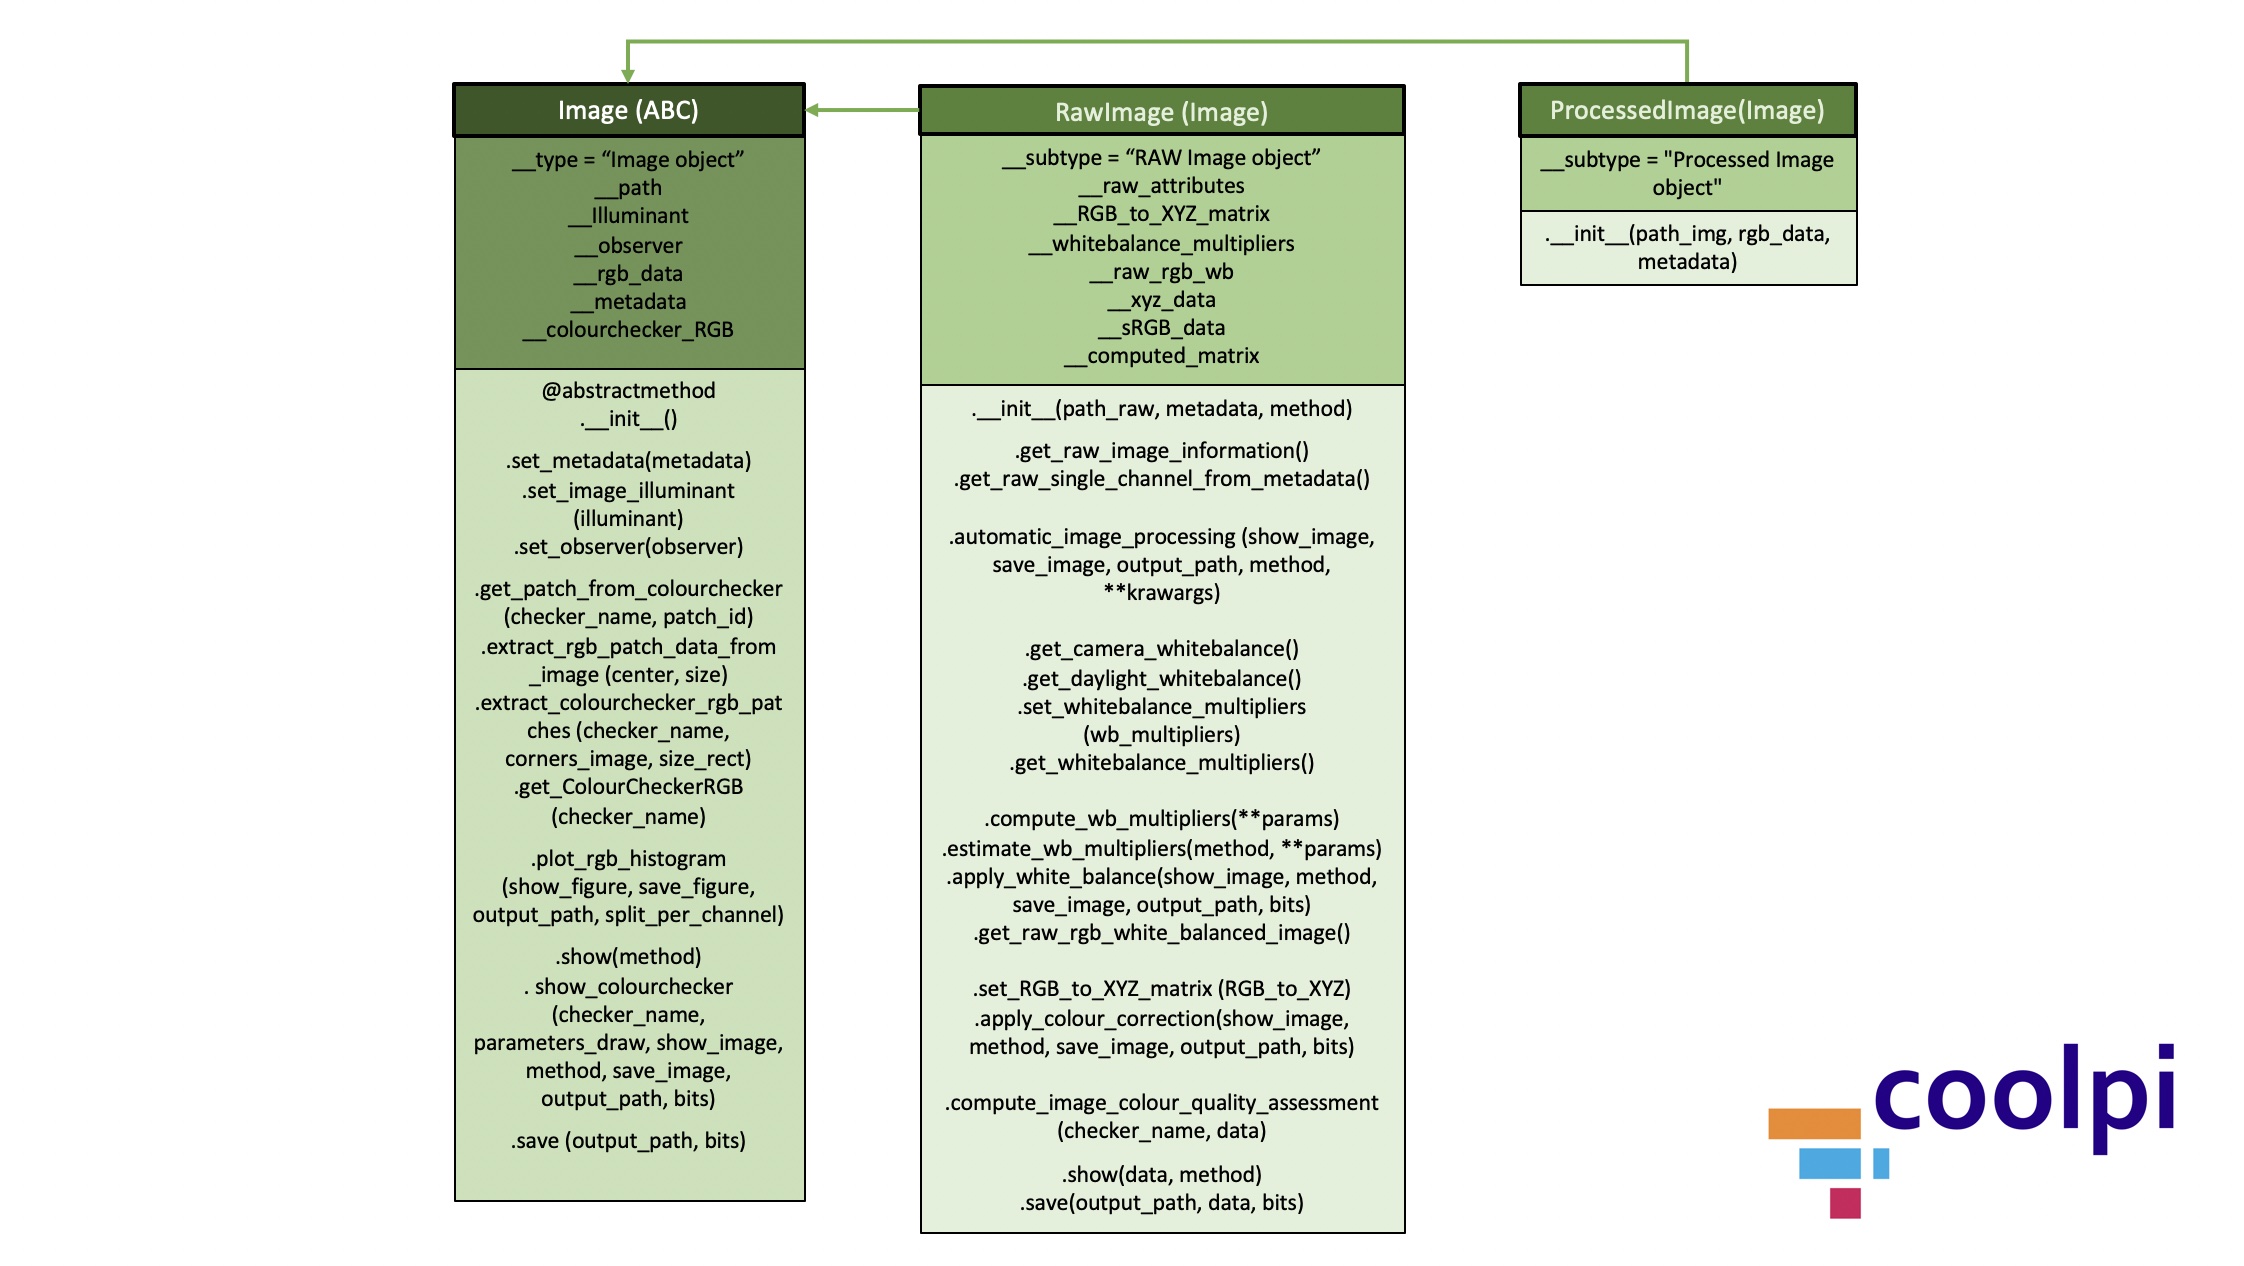 Image (ABC)
__type = “Image object”
__path
__Illuminant
__observer
__rgb_data
__metadata
__colourchecker_RGB
@abstractmethod
.__init__()
.set_metadata(metadata)
.set_image_illuminant
(illuminant)
.set_observer(observer)
.get_patch_from_colourchecker
(checker_name, patch_id)
.extract_rgb_patch_data_from
_image (center, size)
.extract_colourchecker_rgb_pat
ches (checker_name,
corners_image, size_rect)
.get_ColourCheckerRGB
(checker_name)
.plot_rgb_histogram
(show_figure, save_figure,
output_path, split_per_channel)
.show(method)
. show_colourchecker
(checker_name,
parameters_draw, show_image,
method, save_image,
output_path, bits)
.save (output_path, bits)
RawImage (Image)
__subtype = “RAW Image object”
__raw_attributes
__RGB_to_XYZ_matrix
__whitebalance_multipliers
__raw_rgb_wb
__xyz_data
__sRGB_data
__computed_matrix
.__init__(path_raw, metadata, method)
.get_raw_image_information()
.get_raw_single_channel_from_metadata()
.automatic_image_processing (show_image,
save_image, output_path, method,
**krawargs)
.get_camera_whitebalance()
.get_daylight_whitebalance()
.set_whitebalance_multipliers
(wb_multipliers)
.get_whitebalance_multipliers()
.compute_wb_multipliers(**params)
.estimate_wb_multipliers(method, **params)
.apply_white_balance(show_image, method,
save_image, output_path, bits)
.get_raw_rgb_white_balanced_image()
.set_RGB_to_XYZ_matrix (RGB_to_XYZ)
.apply_colour_correction(show_image,
method, save_image, output_path, bits)
.compute_image_colour_quality_assessment
(checker_name, data)
.show(data, method)
.save(output_path, data, bits)
ProcessedImage(Image)
__subtype = "Processed Image
object"
.__init__(path_img, rgb_data,
metadata)
coolpi